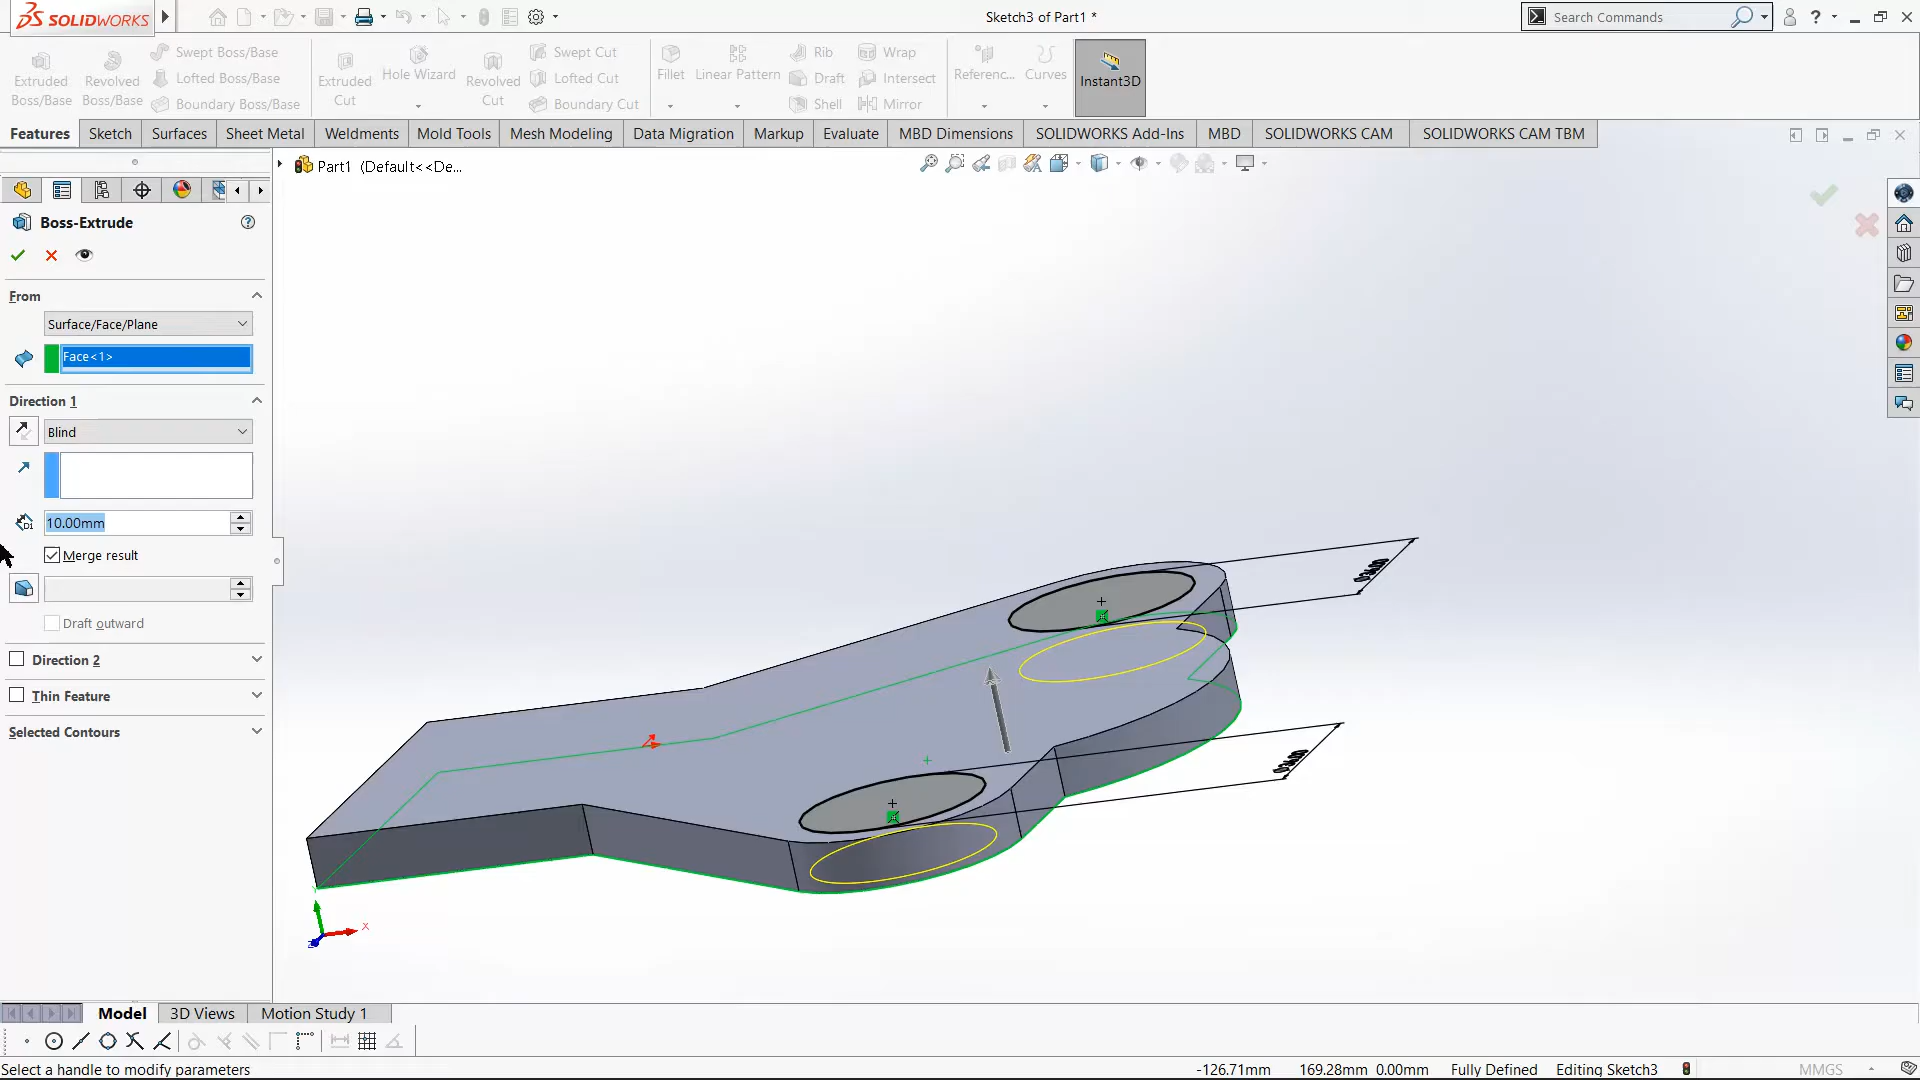 SOLIDWORKS
Sketch3 of Part1 *
Search Commands
Extruded Boss/Base
Revolved Boss/Base
Swept Boss/Base
Lofted Boss/Base
Boundary Boss/Base
Extruded Cut
Hole Wizard
Revolved Cut
Swept Cut
Lofted Cut
Boundary Cut
Fillet
Linear Pattern
Rib
Draft
Shell
Wrap
Intersect
Mirror
Referenc...
Curves
Instant3D
Features
Sketch
Surfaces
Sheet Metal
Weldments
Mold Tools
Mesh Modeling
Data Migration
Markup
Evaluate
MBD Dimensions
SOLIDWORKS Add-Ins
MBD
SOLIDWORKS CAM
SOLIDWORKS CAM TBM
Part1 (Default<<De...
Boss-Extrude
From
Surface/Face/Plane
Face<1>
Direction 1
Blind
10.00mm
Merge result
Draft outward
Direction 2
Thin Feature
Selected Contours
X
Model
3D Views
Motion Study 1
Select a handle to modify parameters
-126.71mm
169.28mm 0.00mm
Fully Defined
Editing Sketch3
MMGS